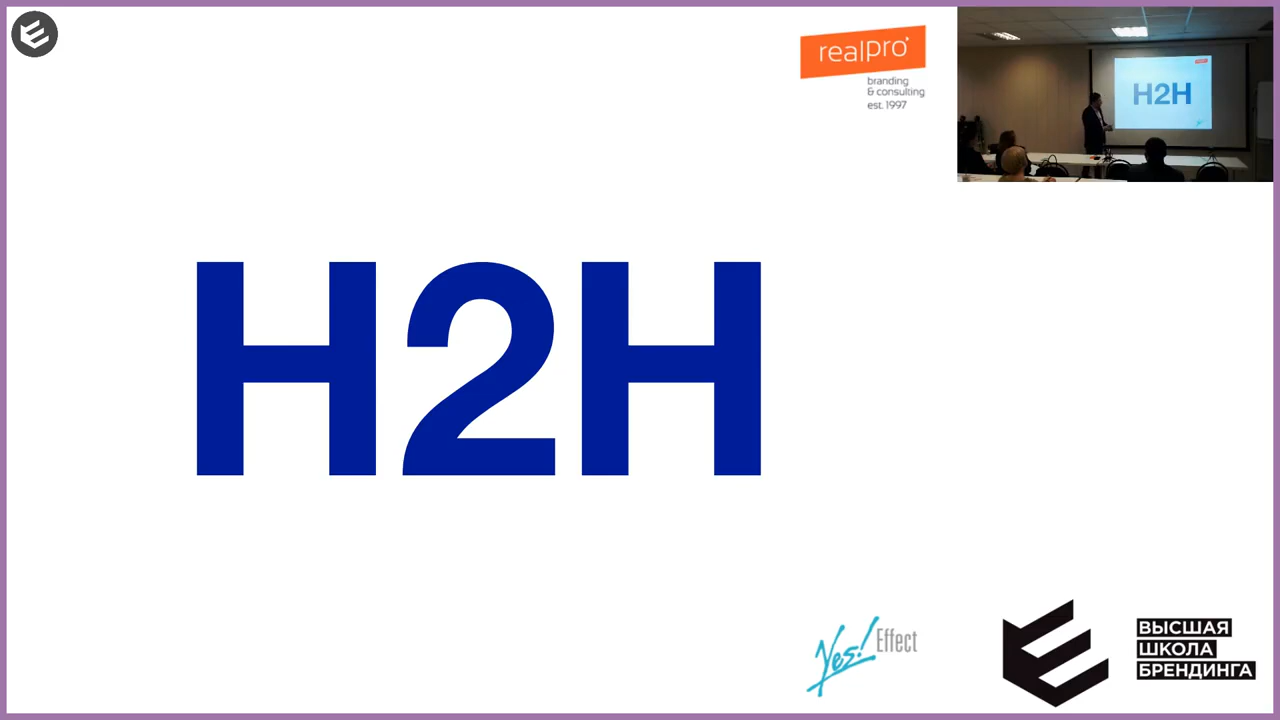 realpro
branding
& consulting
est. 1997
H2H
H2H
Yes! Effect
ВЫСШАЯ
ШКОЛА
БРЕНДИНГА